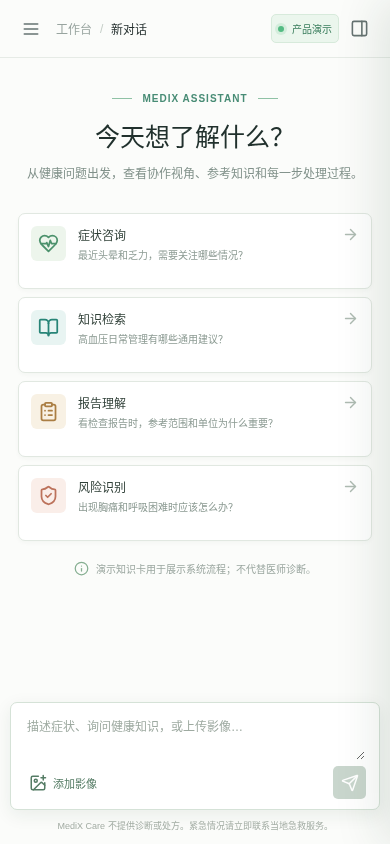 工作台 / 新对话
产品演示
MEDIX ASSISTANT
今天想了解什么？
从健康问题出发，查看协作视角、参考知识和每一步处理过程。
症状咨询
最近头晕和乏力，需要关注哪些情况？
知识检索
高血压日常管理有哪些通用建议？
报告理解
看检查报告时，参考范围和单位为什么重要？
风险识别
出现胸痛和呼吸困难时应该怎么办？
演示知识卡用于展示系统流程；不代替医师诊断。
描述症状、询问健康知识，或上传影像…
添加影像
MediX Care 不提供诊断或处方。紧急情况请立即联系当地急救服务。